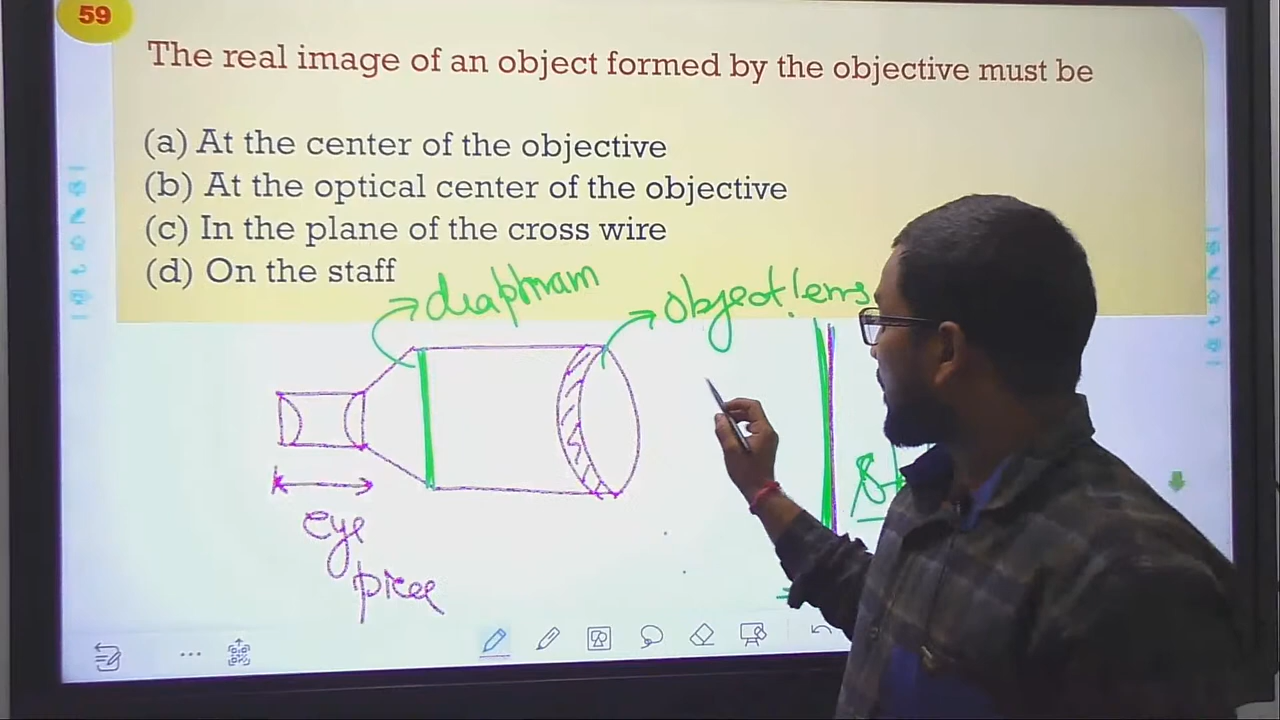 59
The real image of an object formed by the objective must be
(a) At the center of the objective
(b) At the optical center of the objective
(c) In the plane of the cross wire
(d) On the staff
diaphram
object lens
eye
piece